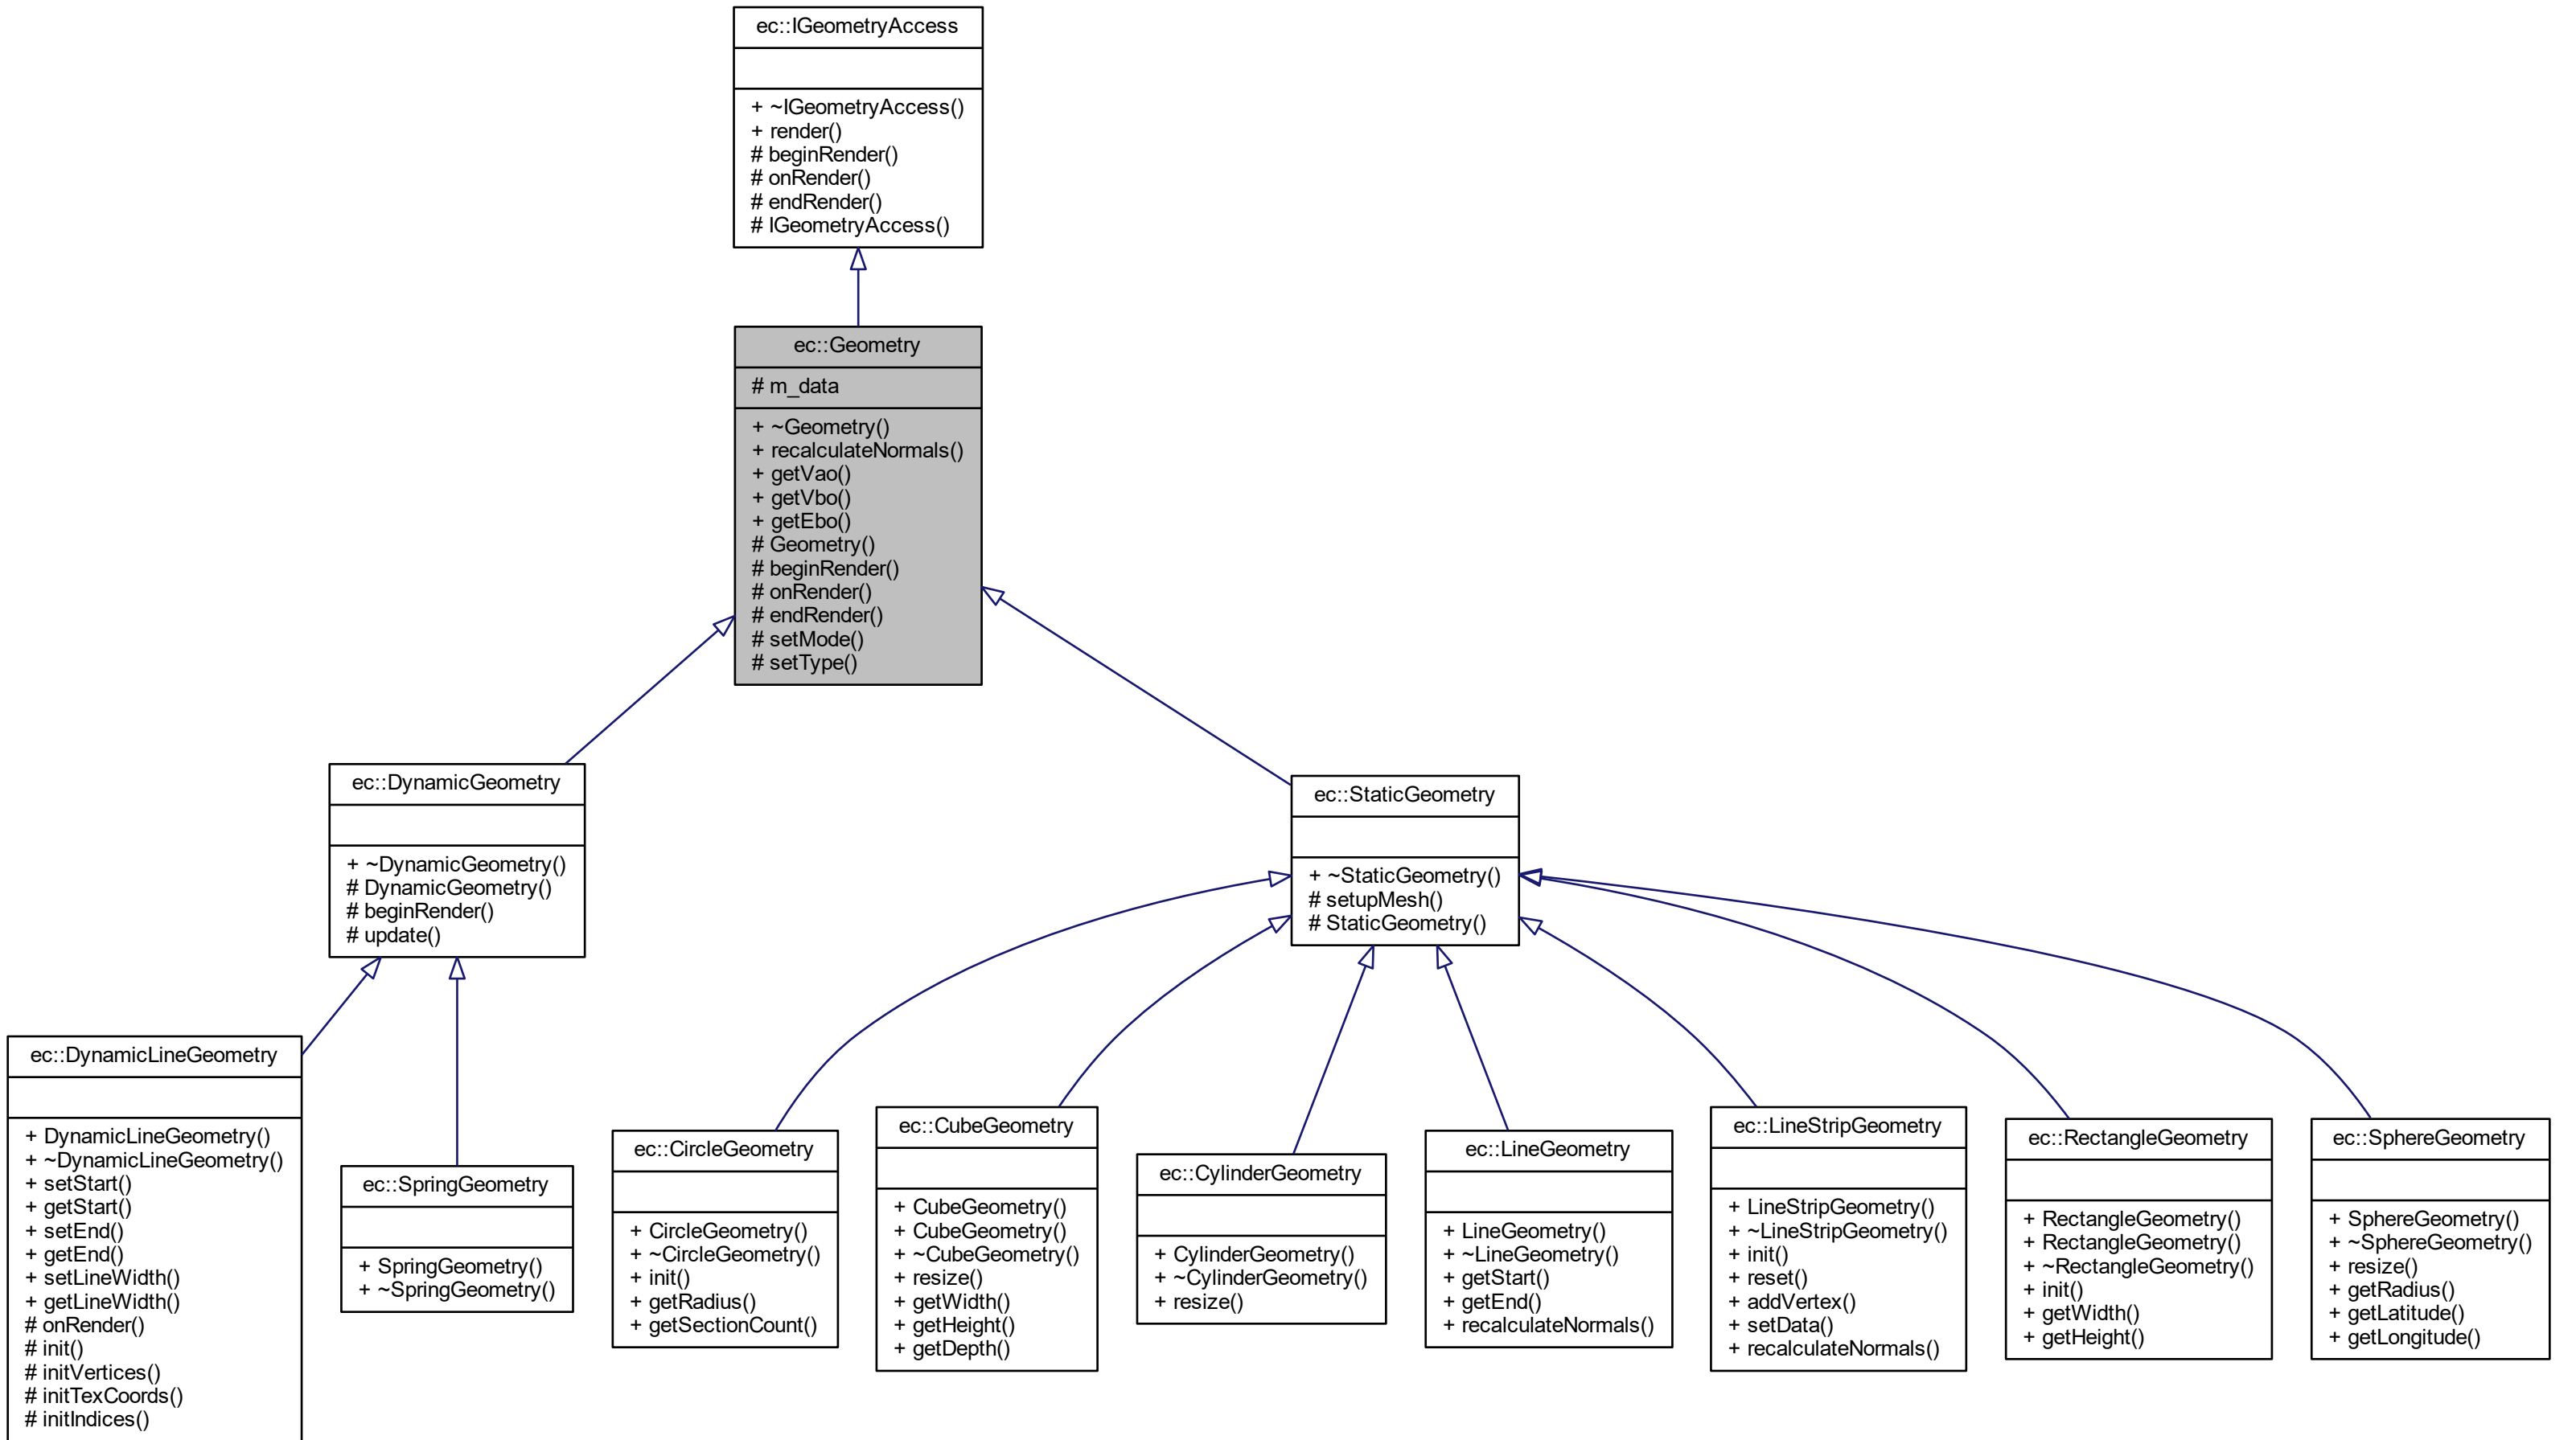 ec::IGeometryAccess
+ ~IGeometryAccess()
+ render()
# beginRender()
# onRender()
# endRender()
# IGeometryAccess()
ec::Geometry
# m_data
+ ~Geometry()
+ recalculateNormals()
+ getVao()
+ getVbo()
+ getEbo()
# Geometry()
# beginRender()
# onRender()
# endRender()
# setMode()
# setType()
ec::DynamicGeometry
+ ~DynamicGeometry()
# DynamicGeometry()
# beginRender()
# update()
ec::StaticGeometry
+ ~StaticGeometry()
# setupMesh()
# StaticGeometry()
ec::DynamicLineGeometry
+ DynamicLineGeometry()
+ ~DynamicLineGeometry()
+ setStart()
+ getStart()
+ setEnd()
+ getEnd()
+ setLineWidth()
+ getLineWidth()
# onRender()
# init()
# initVertices()
# initTexCoords()
# initIndices()
ec::SpringGeometry
+ SpringGeometry()
+ ~SpringGeometry()
ec::CircleGeometry
+ CircleGeometry()
+ ~CircleGeometry()
+ init()
+ getRadius()
+ getSectionCount()
ec::CubeGeometry
+ CubeGeometry()
+ CubeGeometry()
+ ~CubeGeometry()
+ resize()
+ getWidth()
+ getHeight()
+ getDepth()
ec::CylinderGeometry
+ CylinderGeometry()
+ ~CylinderGeometry()
+ resize()
ec::LineGeometry
+ LineGeometry()
+ ~LineGeometry()
+ getStart()
+ getEnd()
+ recalculateNormals()
ec::LineStripGeometry
+ LineStripGeometry()
+ ~LineStripGeometry()
+ init()
+ reset()
+ addVertex()
+ setData()
+ recalculateNormals()
ec::RectangleGeometry
+ RectangleGeometry()
+ RectangleGeometry()
+ ~RectangleGeometry()
+ init()
+ getWidth()
+ getHeight()
ec::SphereGeometry
+ SphereGeometry()
+ ~SphereGeometry()
+ resize()
+ getRadius()
+ getLatitude()
+ getLongitude()